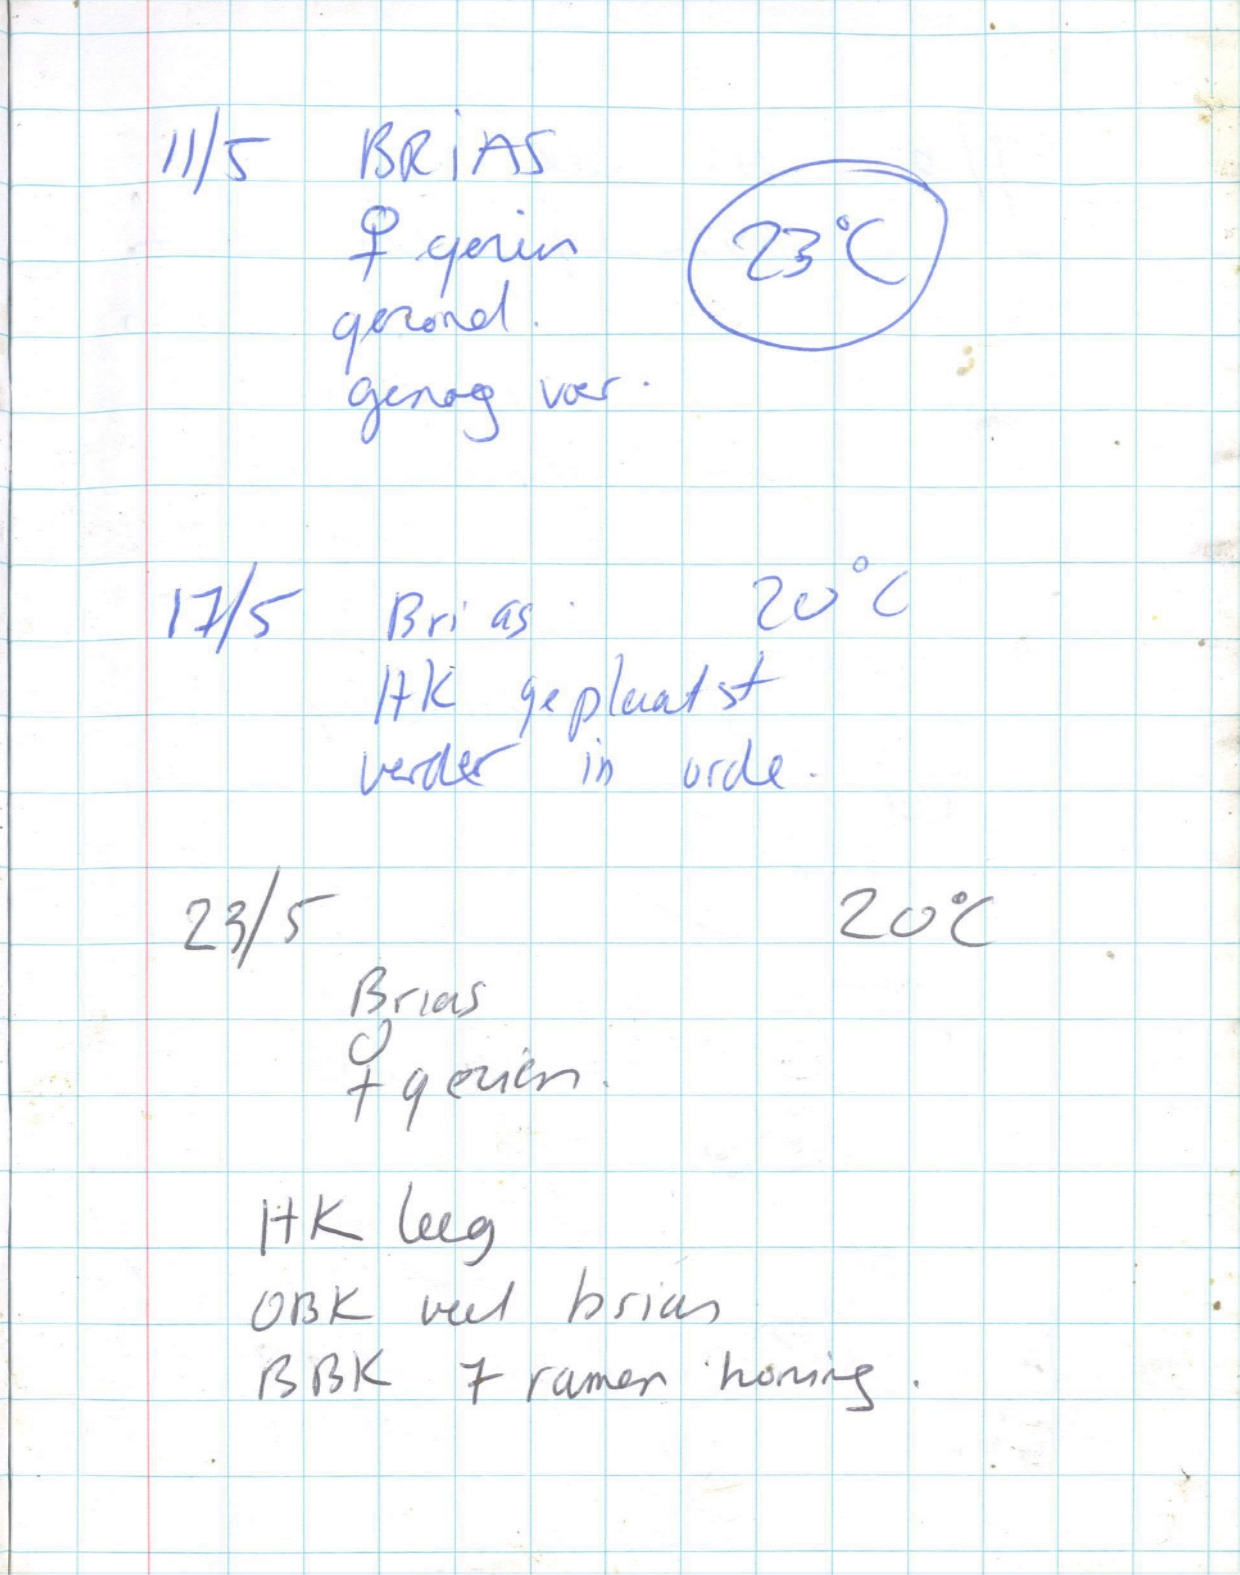 11/5 BRiAS
♀ gezien 23°C
gezond.
genoeg voer.
17/5 Brias 20°C
HK geplaatst
verder in orde.
23/5 20°C
Brias
♀ gezien.
HK leeg
OBK veel brias
BBK 7 ramen honing.